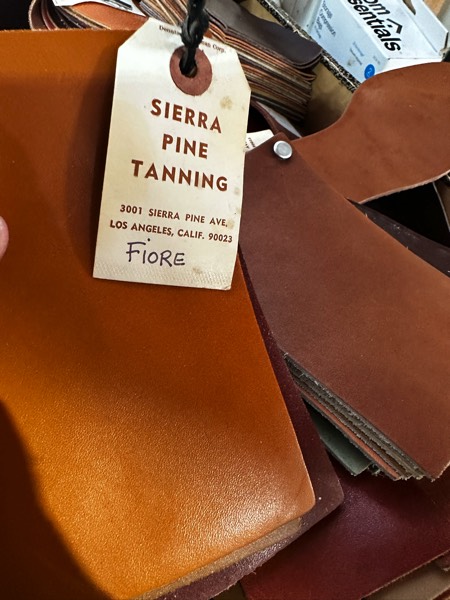 SIERRA
PINE
TANNING
3001 SIERRA PINE AVE.
LOS ANGELES, CALIF. 90023
FiORE